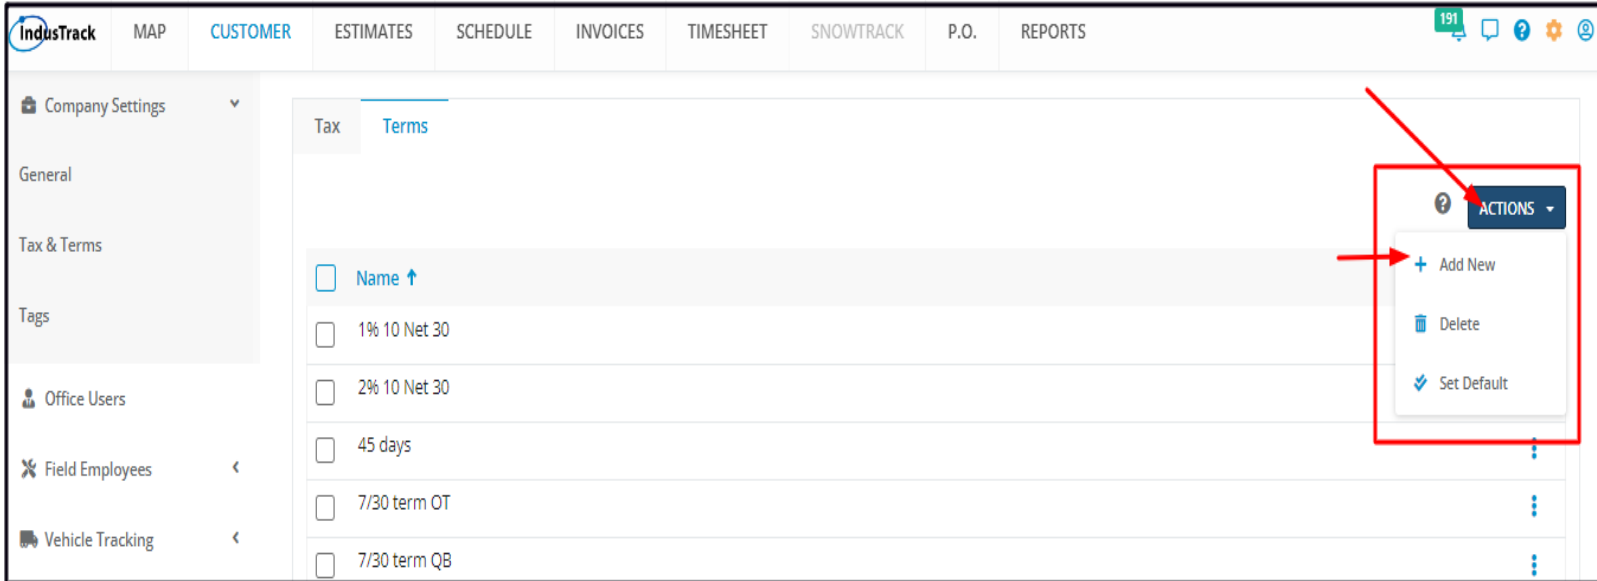 IndusTrack MAP CUSTOMER ESTIMATES SCHEDULE INVOICES TIMESHEET SNOWTRACK P.O. REPORTS 191
Company Settings
General
Tax & Terms
Tags
Office Users
Field Employees
Vehicle Tracking
Tax Terms
ACTIONS
Add New
Delete
Set Default
Name
1% 10 Net 30
2% 10 Net 30
45 days
7/30 term OT
7/30 term QB